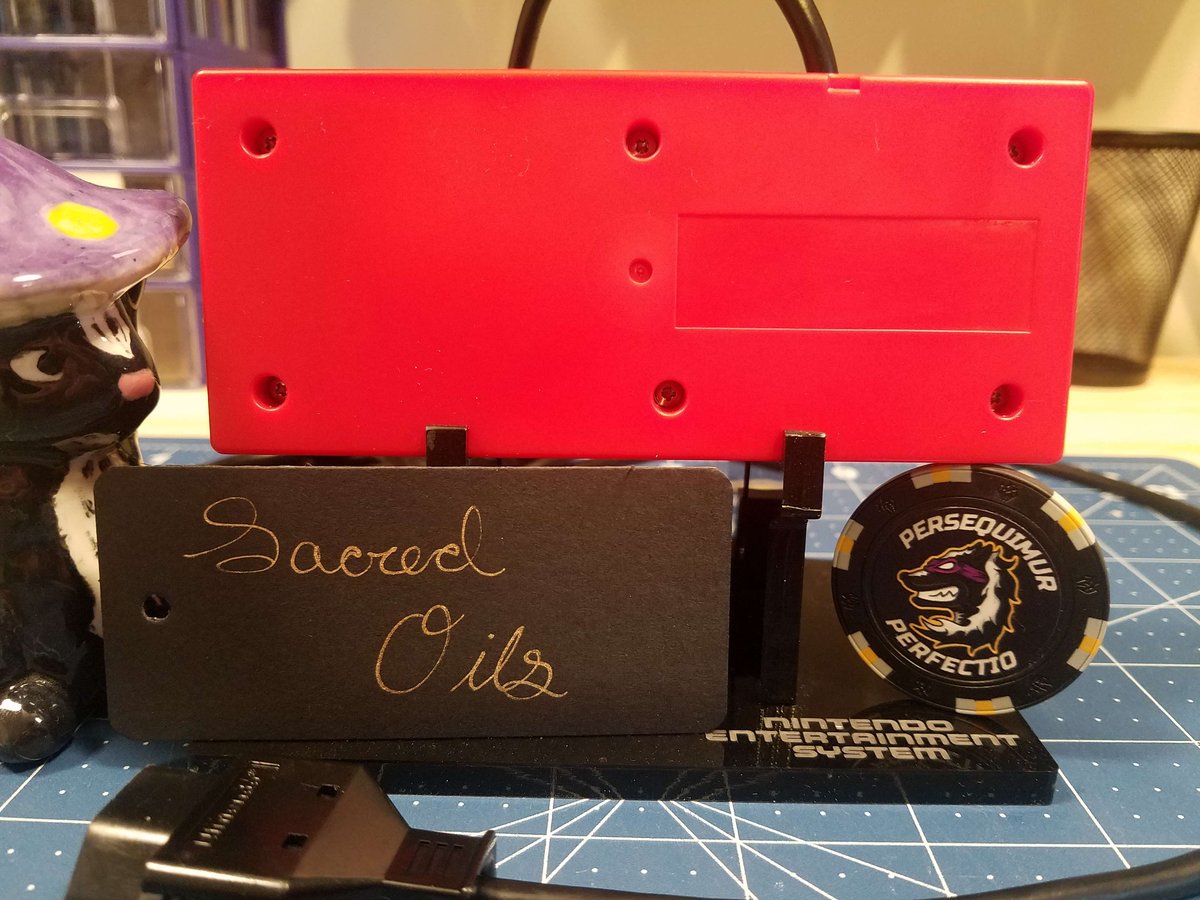 Sacred
Oils
PERSEQUIMUR
PERFECTIO
NINTENDO
ENTERTAINMENT
SYSTEM